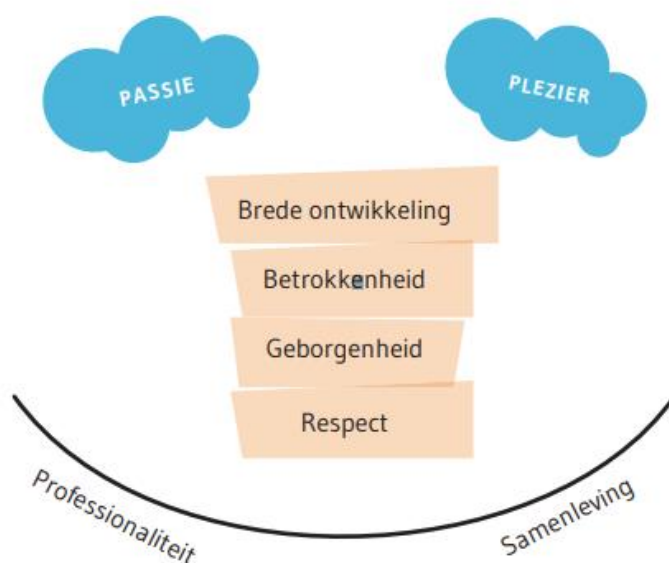 PASSIE
PLEZIER
Brede ontwikkeling
Betrokkenheid
Geborgenheid
Respect
Professionaliteit
Samenleving